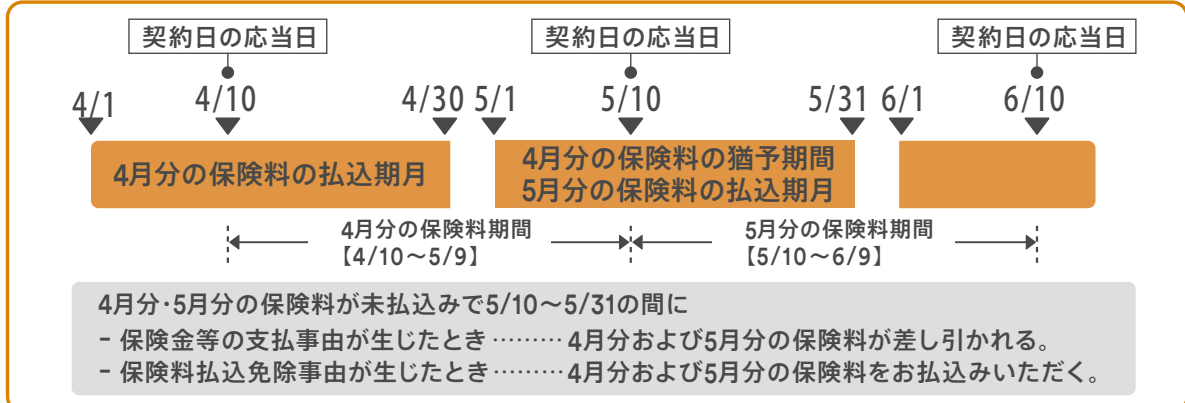 契約日の応当日 契約日の応当日 契約日の応当日
4/1 4/10 4/30 5/1 5/10 5/31 6/1 6/10
4月分の保険料の払込期月
4月分の保険料の猶予期間
5月分の保険料の払込期月
4月分の保険料期間
【4/10～5/9】
5月分の保険料期間
【5/10～6/9】
4月分・5月分の保険料が未払込みで5/10～5/31の間に
- 保険金等の支払事由が生じたとき ……… 4月分および5月分の保険料が差し引かれる。
- 保険料払込免除事由が生じたとき……… 4月分および5月分の保険料をお払込みいただく。